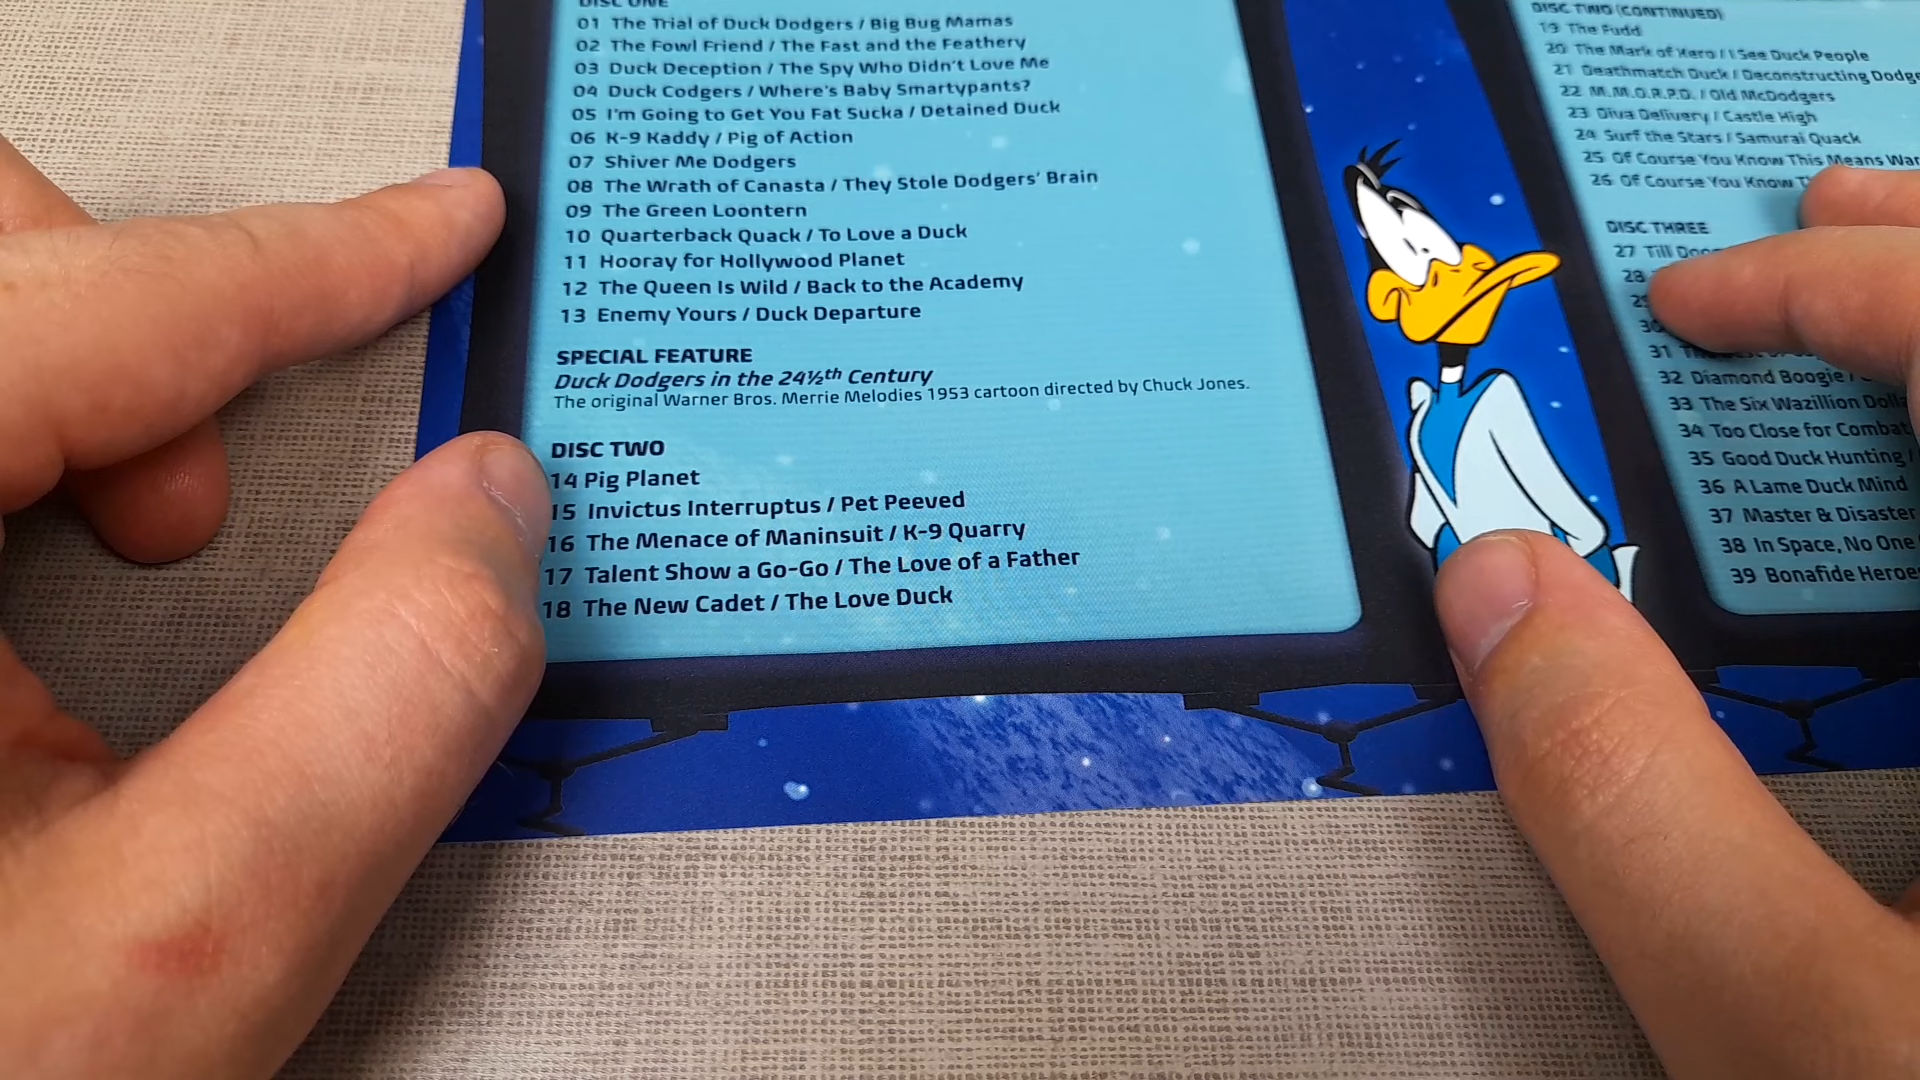 DISC ONE
01 The Trial of Duck Dodgers / Big Bug Mamas
02 The Fowl Friend / The Fast and the Feathery
03 Duck Deception / The Spy Who Didn't Love Me
04 Duck Codgers / Where's Baby Smartypants?
05 I'm Going to Get You Fat Sucka / Detained Duck
06 K-9 Kaddy / Pig of Action
07 Shiver Me Dodgers
08 The Wrath of Canasta / They Stole Dodgers' Brain
09 The Green Loontern
10 Quarterback Quack / To Love a Duck
11 Hooray for Hollywood Planet
12 The Queen Is Wild / Back to the Academy
13 Enemy Yours / Duck Departure
SPECIAL FEATURE
Duck Dodgers in the 24½th Century
The original Warner Bros. Merrie Melodies 1953 cartoon directed by Chuck Jones.
DISC TWO
14 Pig Planet
15 Invictus Interruptus / Pet Peeved
16 The Menace of Maninsuit / K-9 Quarry
17 Talent Show a Go-Go / The Love of a Father
18 The New Cadet / The Love Duck
DISC TWO (CONTINUED)
19 The Fudd
20 The Mark of Xero / I See Duck People
21 Deathmatch Duck / Deconstructing Dodge
22 M.M.O.R.P.D. / Old McDodgers
23 Diva Delivery / Castle High
24 Surf the Stars / Samurai Quack
25 Of Course You Know This Means War
26 Of Course You Know
DISC THREE
27 Till
28
30
31
32 Diamond Boogie /
33 The Six Wazillion
34 Too Close for Combat
35 Good Duck Hunting /
36 A Lame Duck Mind
37 Master & Disaster
38 In Space, No One
39 Bonafide Heroe